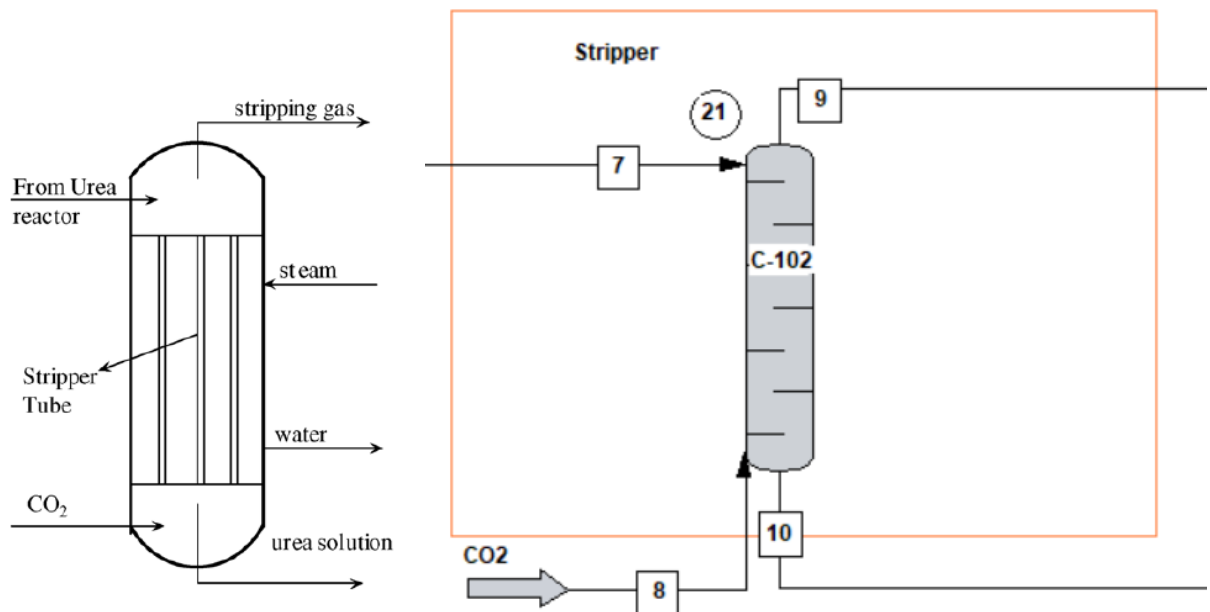 stripping gas
From Urea
reactor
steam
Stripper
Tube
water
CO₂
urea solution
Stripper
21
9
7
C-102
10
CO2
8